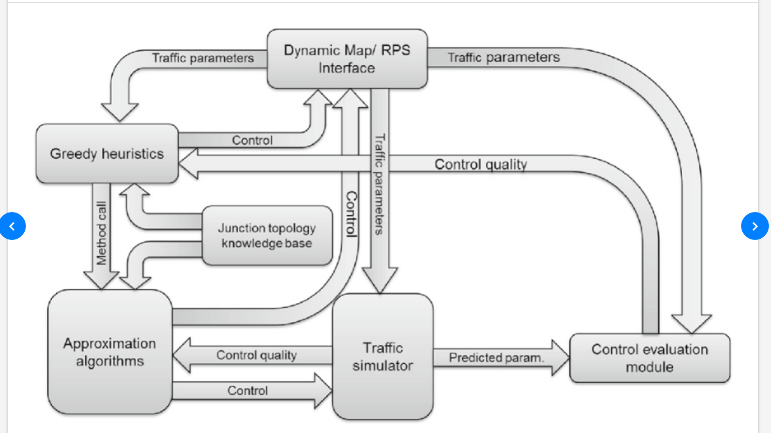 Dynamic Map/ RPS
Interface
Traffic parameters
Traffic parameters
Greedy heuristics
Control
Control quality
Traffic parameters
Control
Method call
Junction topology
knowledge base
Approximation
algorithms
Control quality
Control
Traffic
simulator
Predicted param.
Control evaluation
module